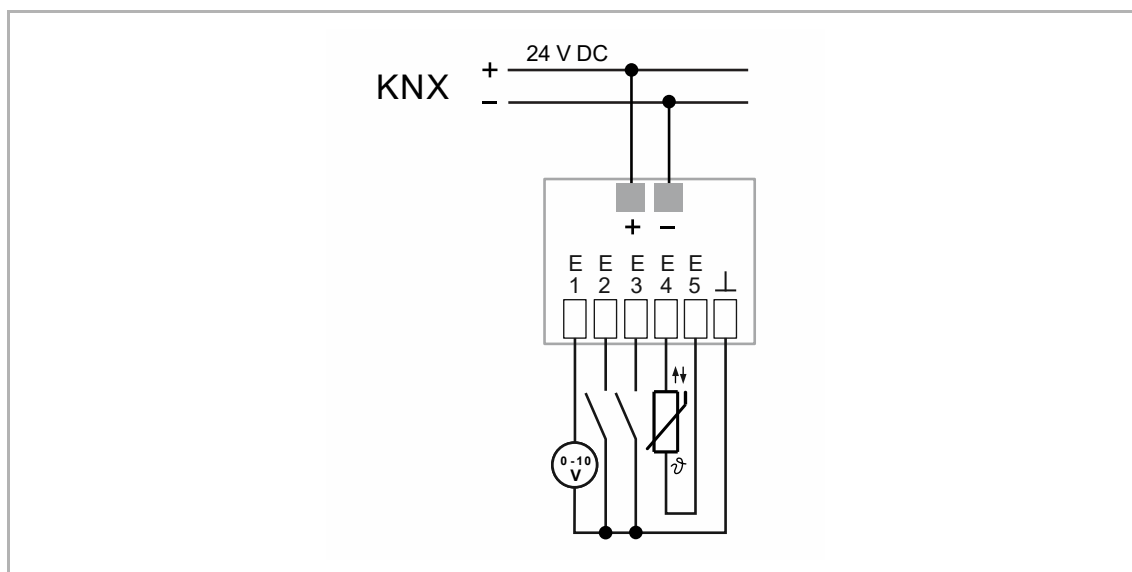 24 V DC
KNX + −
+ −
E E E E E
1 2 3 4 5 ⊥
0-10
V
ϑ